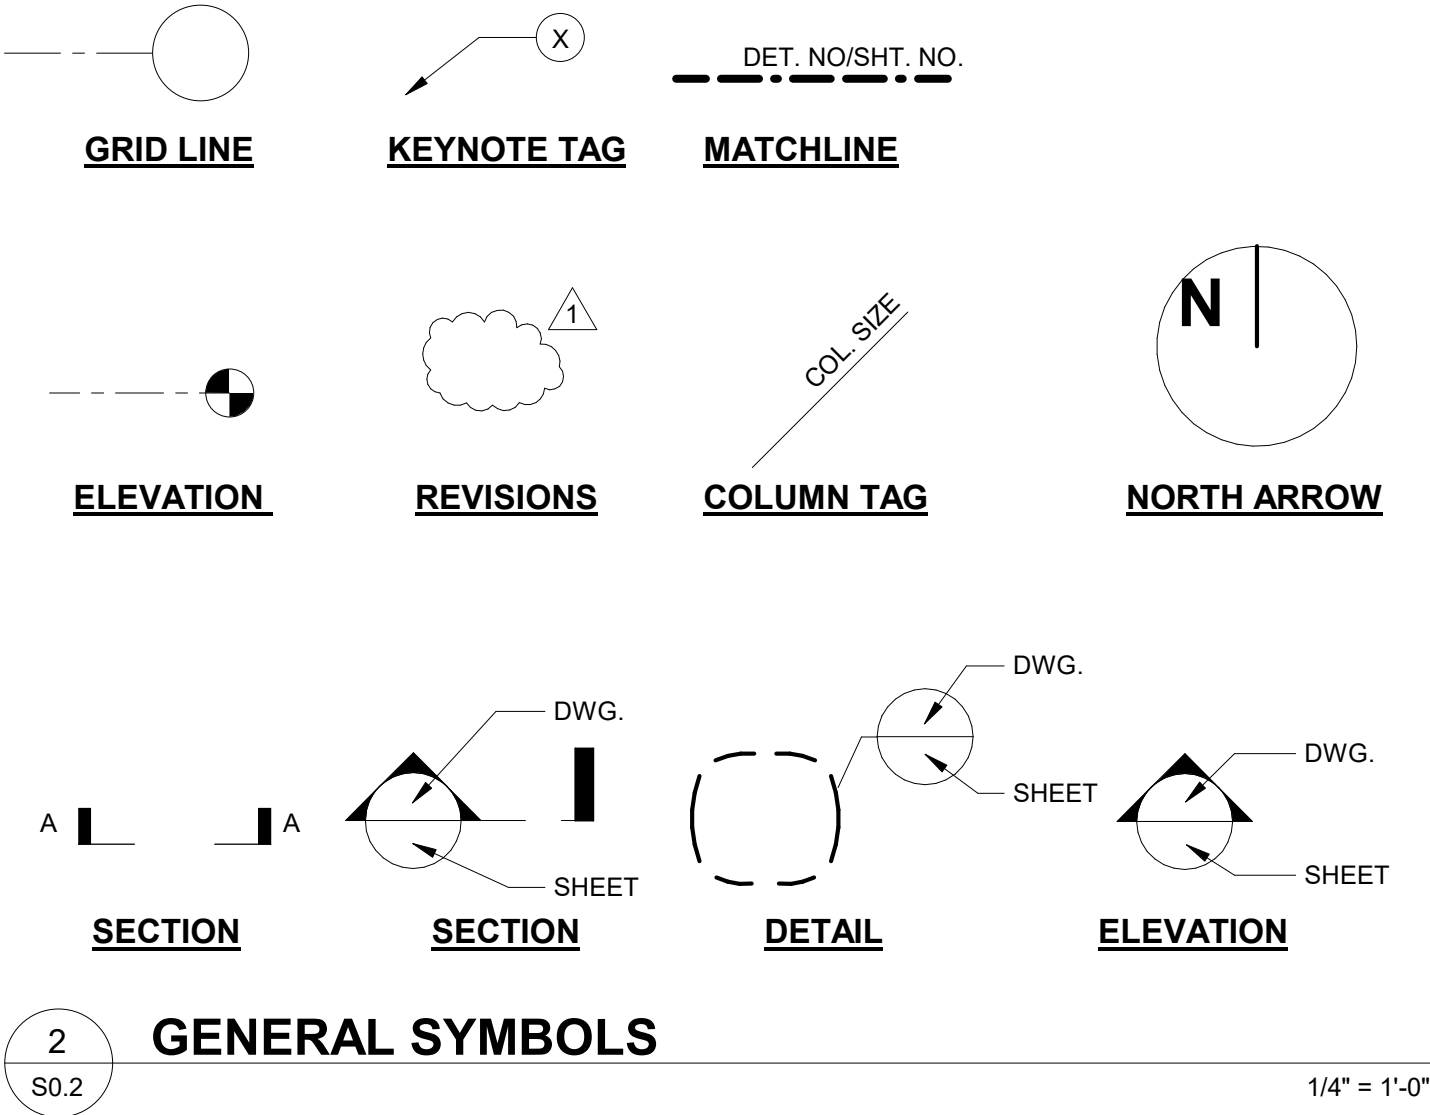 X
DET. NO/SHT. NO.
GRID LINE
KEYNOTE TAG
MATCHLINE
1
COL. SIZE
N
ELEVATION
REVISIONS
COLUMN TAG
NORTH ARROW
A
A
DWG.
SHEET
DWG.
SHEET
DWG.
SHEET
SECTION
SECTION
DETAIL
ELEVATION
2
GENERAL SYMBOLS
S0.2
1/4" = 1'-0"